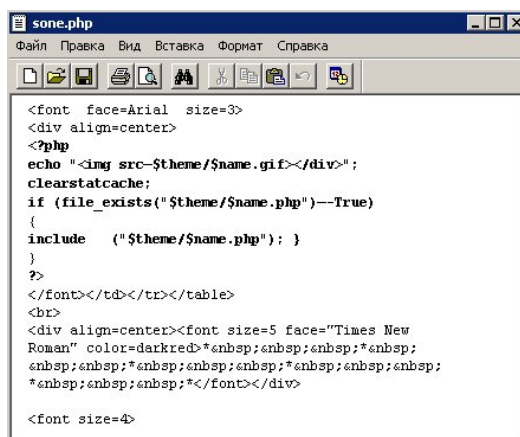 sone.php
Файл Правка Вид Вставка Формат Справка
<font  face=Arial  size=3>
<div align=center>
<?php
echo "<img src=$theme/$name.gif></div>";
clearstatcache;
if (file_exists("$theme/$name.php")==True)
{
include   ("$theme/$name.php"); }
}
?>
</font></td></tr></table>
<br>
<div align=center><font size=5 face="Times New
Roman" color=darkred>*&nbsp;&nbsp;&nbsp;*&nbsp;
&nbsp;&nbsp;*&nbsp;&nbsp;&nbsp;*&nbsp;&nbsp;&nbsp;
*&nbsp;&nbsp;&nbsp;*</font></div>
<font size=4>